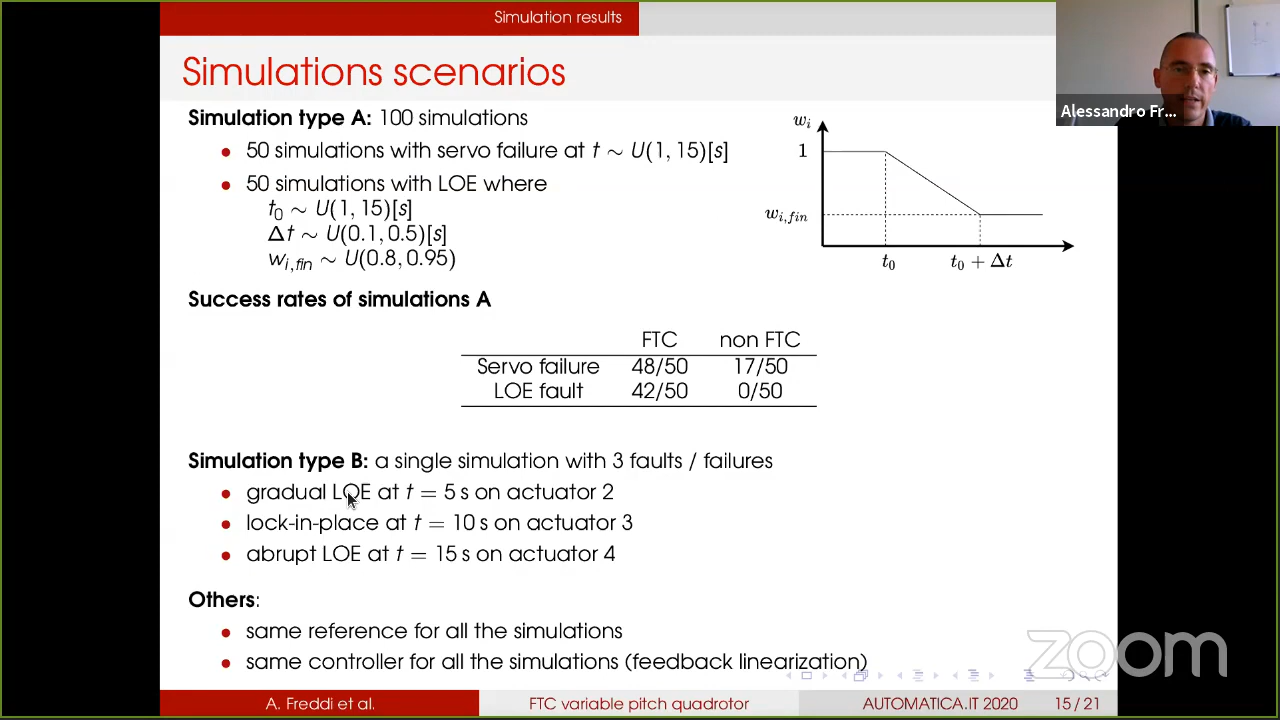 Simulation results
Simulations scenarios
Simulation type A: 100 simulations
• 50 simulations with servo failure at t ∼ U(1, 15)[s]
• 50 simulations with LOE where
t₀ ∼ U(1, 15)[s]
Δt ∼ U(0.1, 0.5)[s]
w_{i,fin} ∼ U(0.8, 0.95)
w_i
1
w_{i,fin}
t₀
t₀ + Δt
Success rates of simulations A
FTC non FTC
Servo failure 48/50 17/50
LOE fault 42/50 0/50
Simulation type B: a single simulation with 3 faults / failures
• gradual LOE at t = 5 s on actuator 2
• lock-in-place at t = 10 s on actuator 3
• abrupt LOE at t = 15 s on actuator 4
Others:
• same reference for all the simulations
• same controller for all the simulations (feedback linearization)
A. Freddi et al. FTC variable pitch quadrotor AUTOMATICA.IT 2020 15 / 21
Alessandro Fr...
zoom